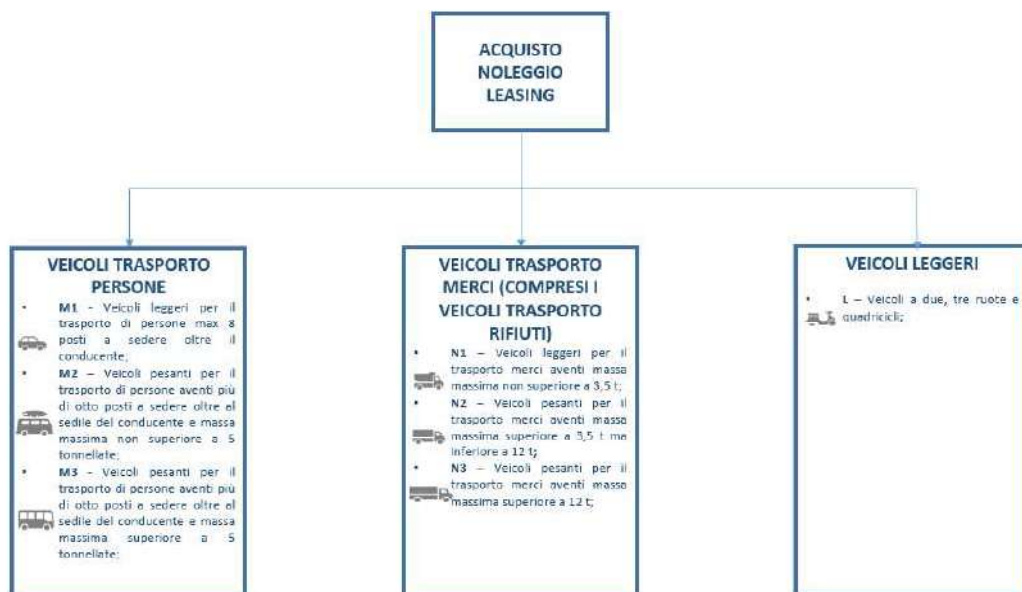 ACQUISTO
NOLEGGIO
LEASING
VEICOLI TRASPORTO
PERSONE
• M1 - Veicoli leggeri per il
trasporto di persone max 8
posti a sedere oltre il
conducente;
• M2 - Veicoli pesanti per il
trasporto di persone aventi più
di otto posti a sedere oltre al
sedile del conducente e massa
massima non superiore a 5
tonnellate;
• M3 - Veicoli pesanti per il
trasporto di persone aventi più
di otto posti a sedere oltre al
sedile del conducente e massa
massima superiore a 5
tonnellate;
VEICOLI TRASPORTO
MERCI (COMPRESI I
VEICOLI TRASPORTO
RIFIUTI)
• N1 – Veicoli leggeri per il
trasporto merci aventi massa
massima non superiore a 3,5 t;
• N2 – Veicoli pesanti per il
trasporto merci aventi massa
massima superiore a 3,5 t ma
inferiore a 12 t;
• N3 – Veicoli pesanti per il
trasporto merci aventi massa
massima superiore a 12 t;
VEICOLI LEGGERI
• L – Veicoli a due, tre ruote e
quadricicli;